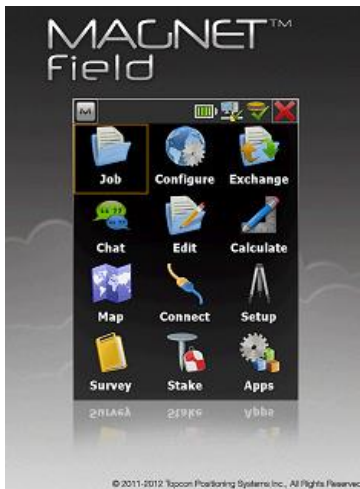 MAGNET™
Field
Job Configure Exchange
Chat Edit Calculate
Map Connect Setup
Survey Stake Apps
© 2011-2012 Topcon Positioning Systems Inc., All Rights Reserved